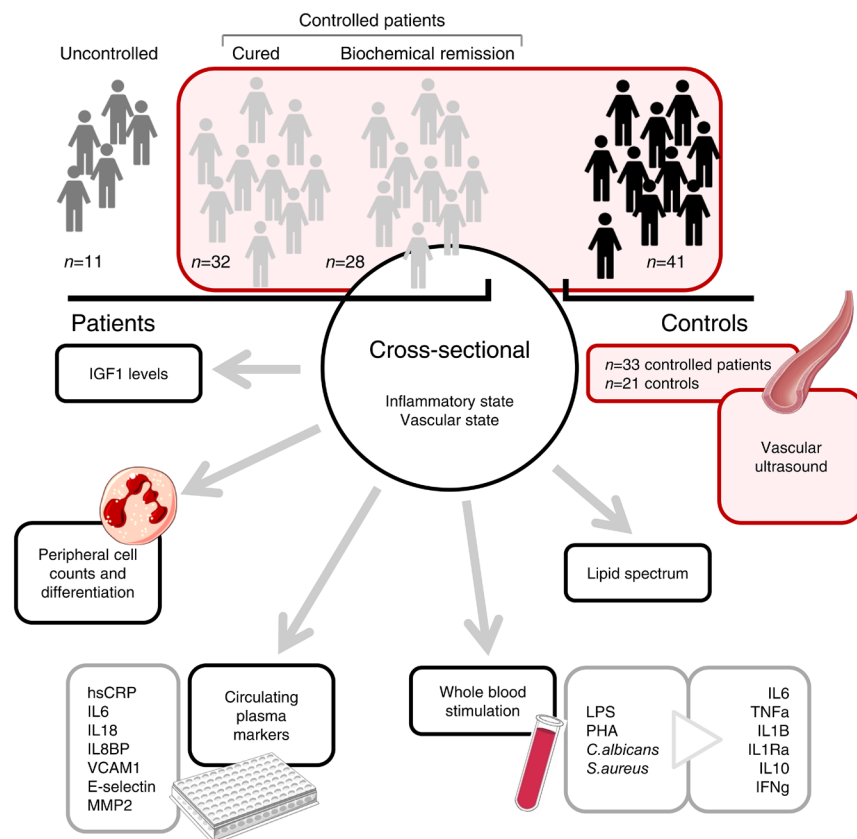 Controlled patients
Uncontrolled
Cured
Biochemical remission
n=11
n=32
n=28
n=41
Patients
Controls
Cross-sectional
Inflammatory state
Vascular state
IGF1 levels
n=33 controlled patients
n=21 controls
Vascular
ultrasound
Peripheral cell
counts and
differentiation
Lipid spectrum
hsCRP
IL6
IL18
IL8BP
VCAM1
E-selectin
MMP2
Circulating
plasma
markers
Whole blood
stimulation
LPS
PHA
C.albicans
S.aureus
IL6
TNFa
IL1B
IL1Ra
IL10
IFNg